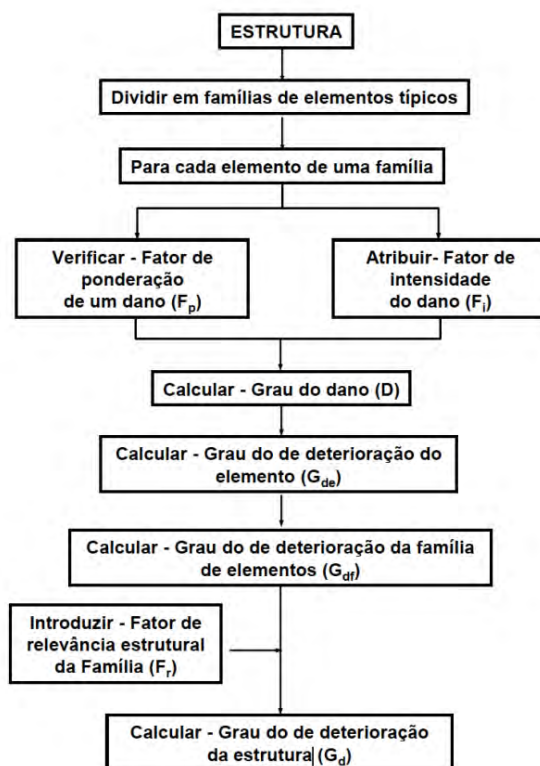 ESTRUTURA
Dividir em famílias de elementos típicos
Para cada elemento de uma família
Verificar - Fator de
ponderação
de um dano (Fp)
Atribuir- Fator de
intensidade
do dano (Fi)
Calcular - Grau do dano (D)
Calcular - Grau do de deterioração do
elemento (Gde)
Calcular - Grau do de deterioração da família
de elementos (Gdf)
Introduzir - Fator de
relevância estrutural
da Família (Fr)
Calcular - Grau do de deterioração
da estrutura (Gd)